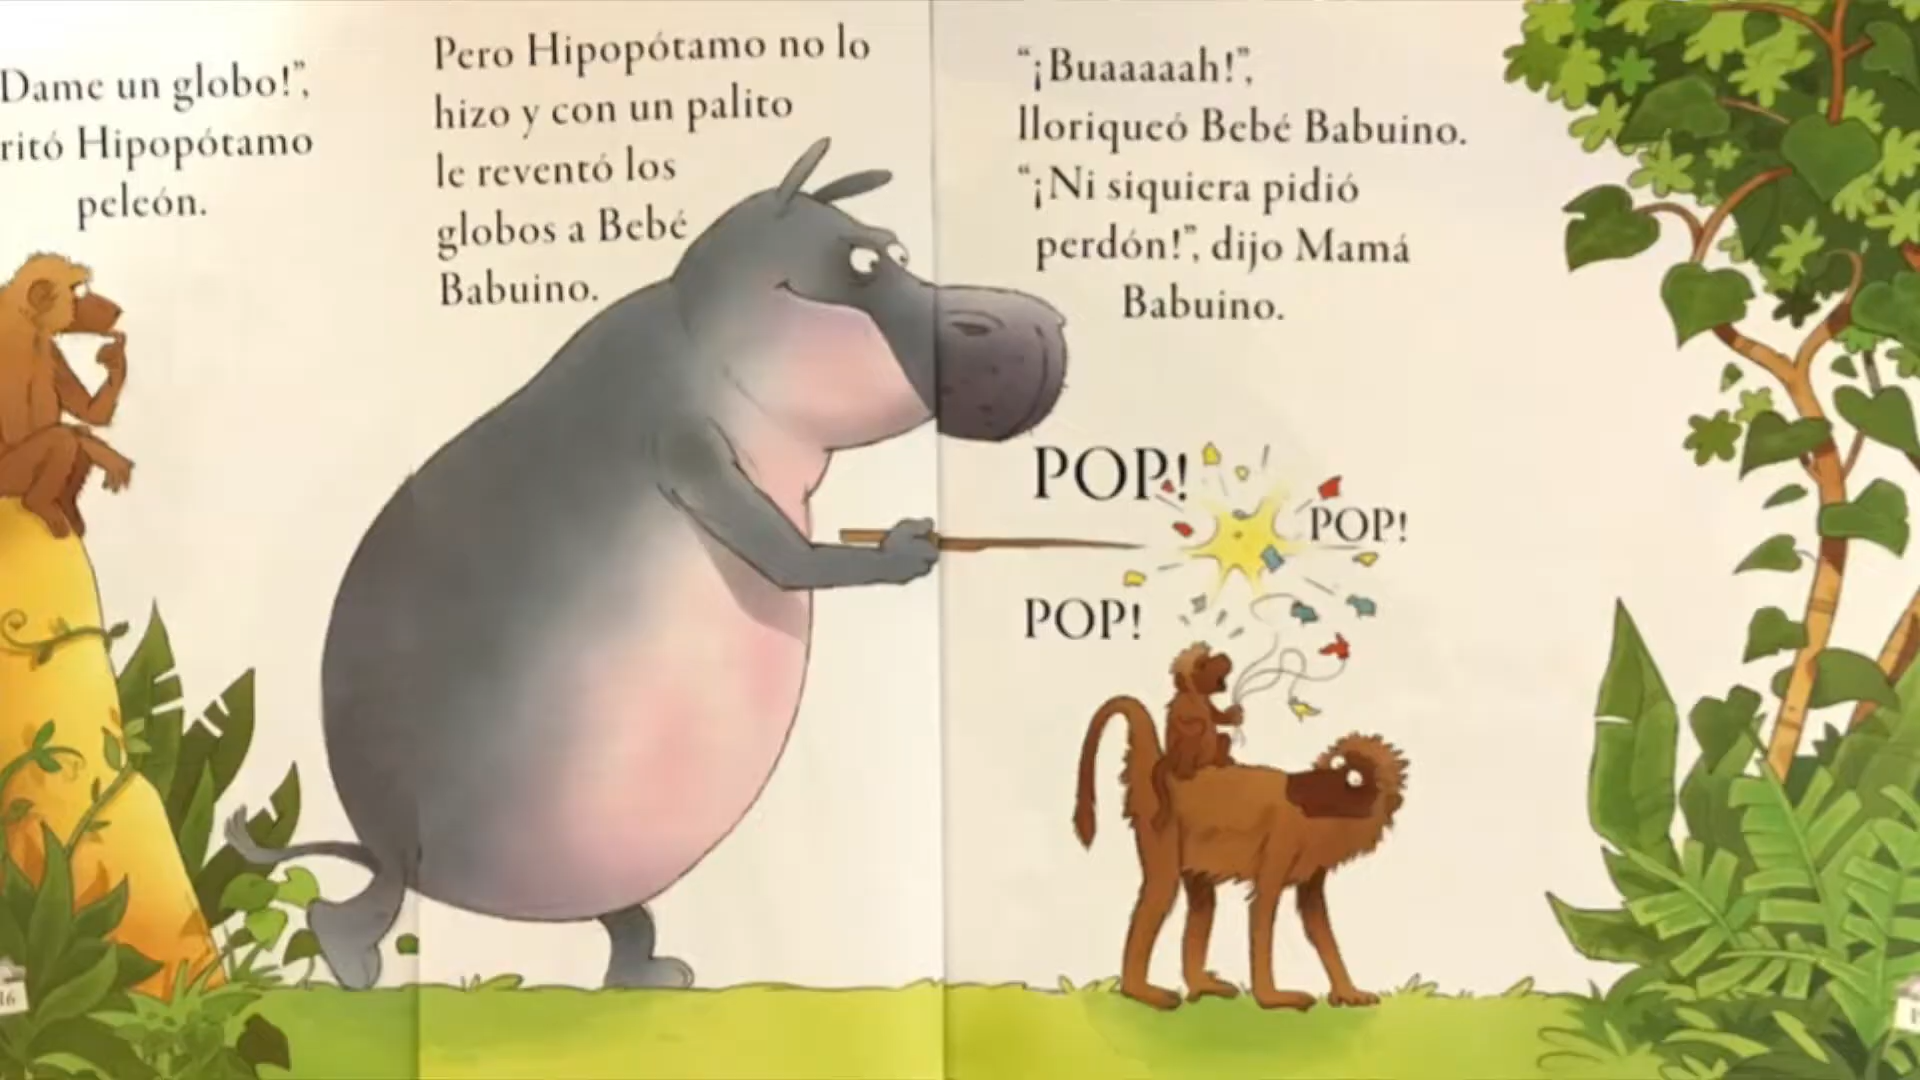 Dame un globo!”,
ritó Hipopótamo
peleón.
Pero Hipopótamo no lo
hizo y con un palito
le reventó los
globos a Bebé
Babuino.
“¡Buaaaaah!”,
lloriqueó Bebé Babuino.
“¡Ni siquiera pidió
perdón!”, dijo Mamá
Babuino.
POP!
POP!
POP!
16